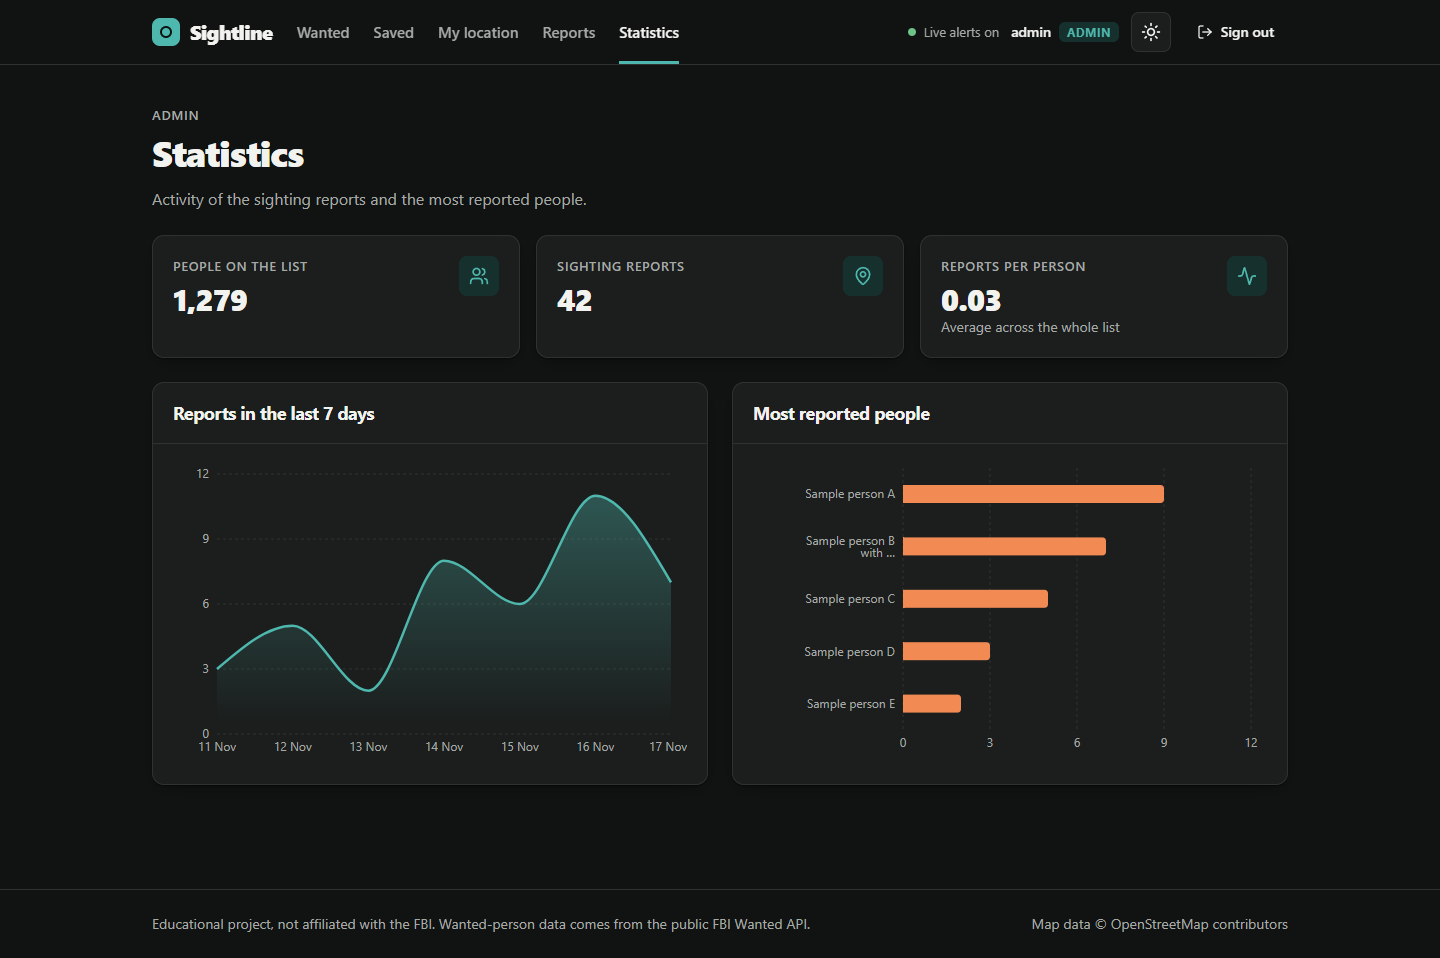 Sightline
Wanted
Saved
My location
Reports
Statistics
Live alerts on
admin
ADMIN
Sign out
ADMIN
Statistics
Activity of the sighting reports and the most reported people.
PEOPLE ON THE LIST
1,279
SIGHTING REPORTS
42
REPORTS PER PERSON
0.03
Average across the whole list
Reports in the last 7 days
12
9
6
3
0
11 Nov
12 Nov
13 Nov
14 Nov
15 Nov
16 Nov
17 Nov
Most reported people
Sample person A
Sample person B
with ...
Sample person C
Sample person D
Sample person E
0
3
6
9
12
Educational project, not affiliated with the FBI. Wanted-person data comes from the public FBI Wanted API.
Map data © OpenStreetMap contributors